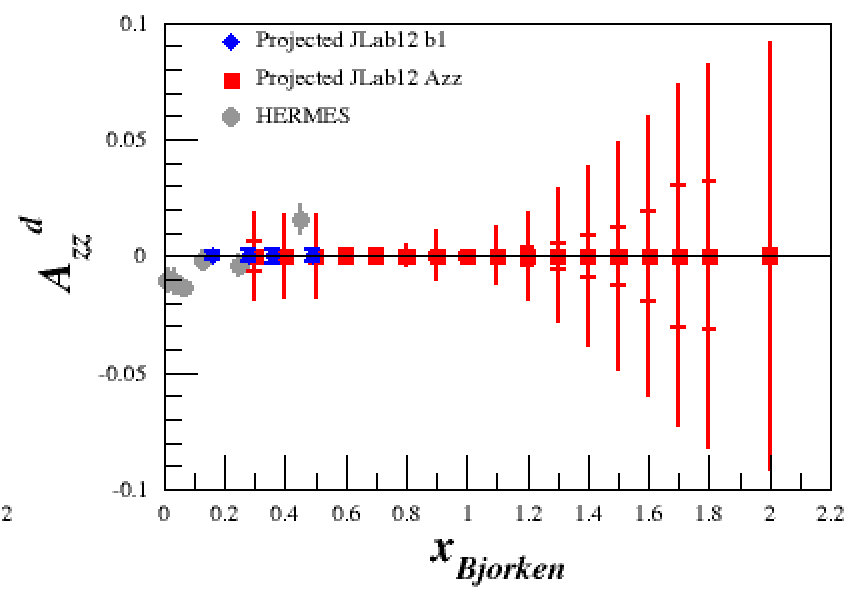 0.1
Projected JLab12 b1
Projected JLab12 Azz
HERMES
0.05
0
-0.05
-0.1
A_zz^d
2
0 0.2 0.4 0.6 0.8 1 1.2 1.4 1.6 1.8 2 2.2
x_Bjorken